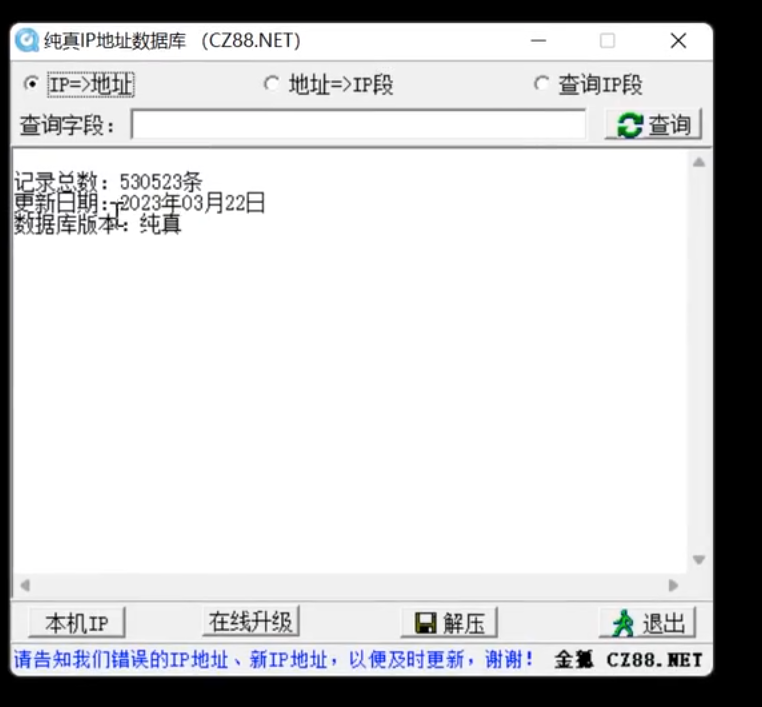 纯真IP地址数据库 （CZ88.NET）
IP=>地址 地址=>IP段 查询IP段
查询字段： 查询
记录总数：530523条
更新日期：2023年03月22日
数据库版本：纯真
本机IP 在线升级 解压 退出
请告知我们错误的IP地址、新IP地址，以便及时更新，谢谢！ 金狐 CZ88.NET